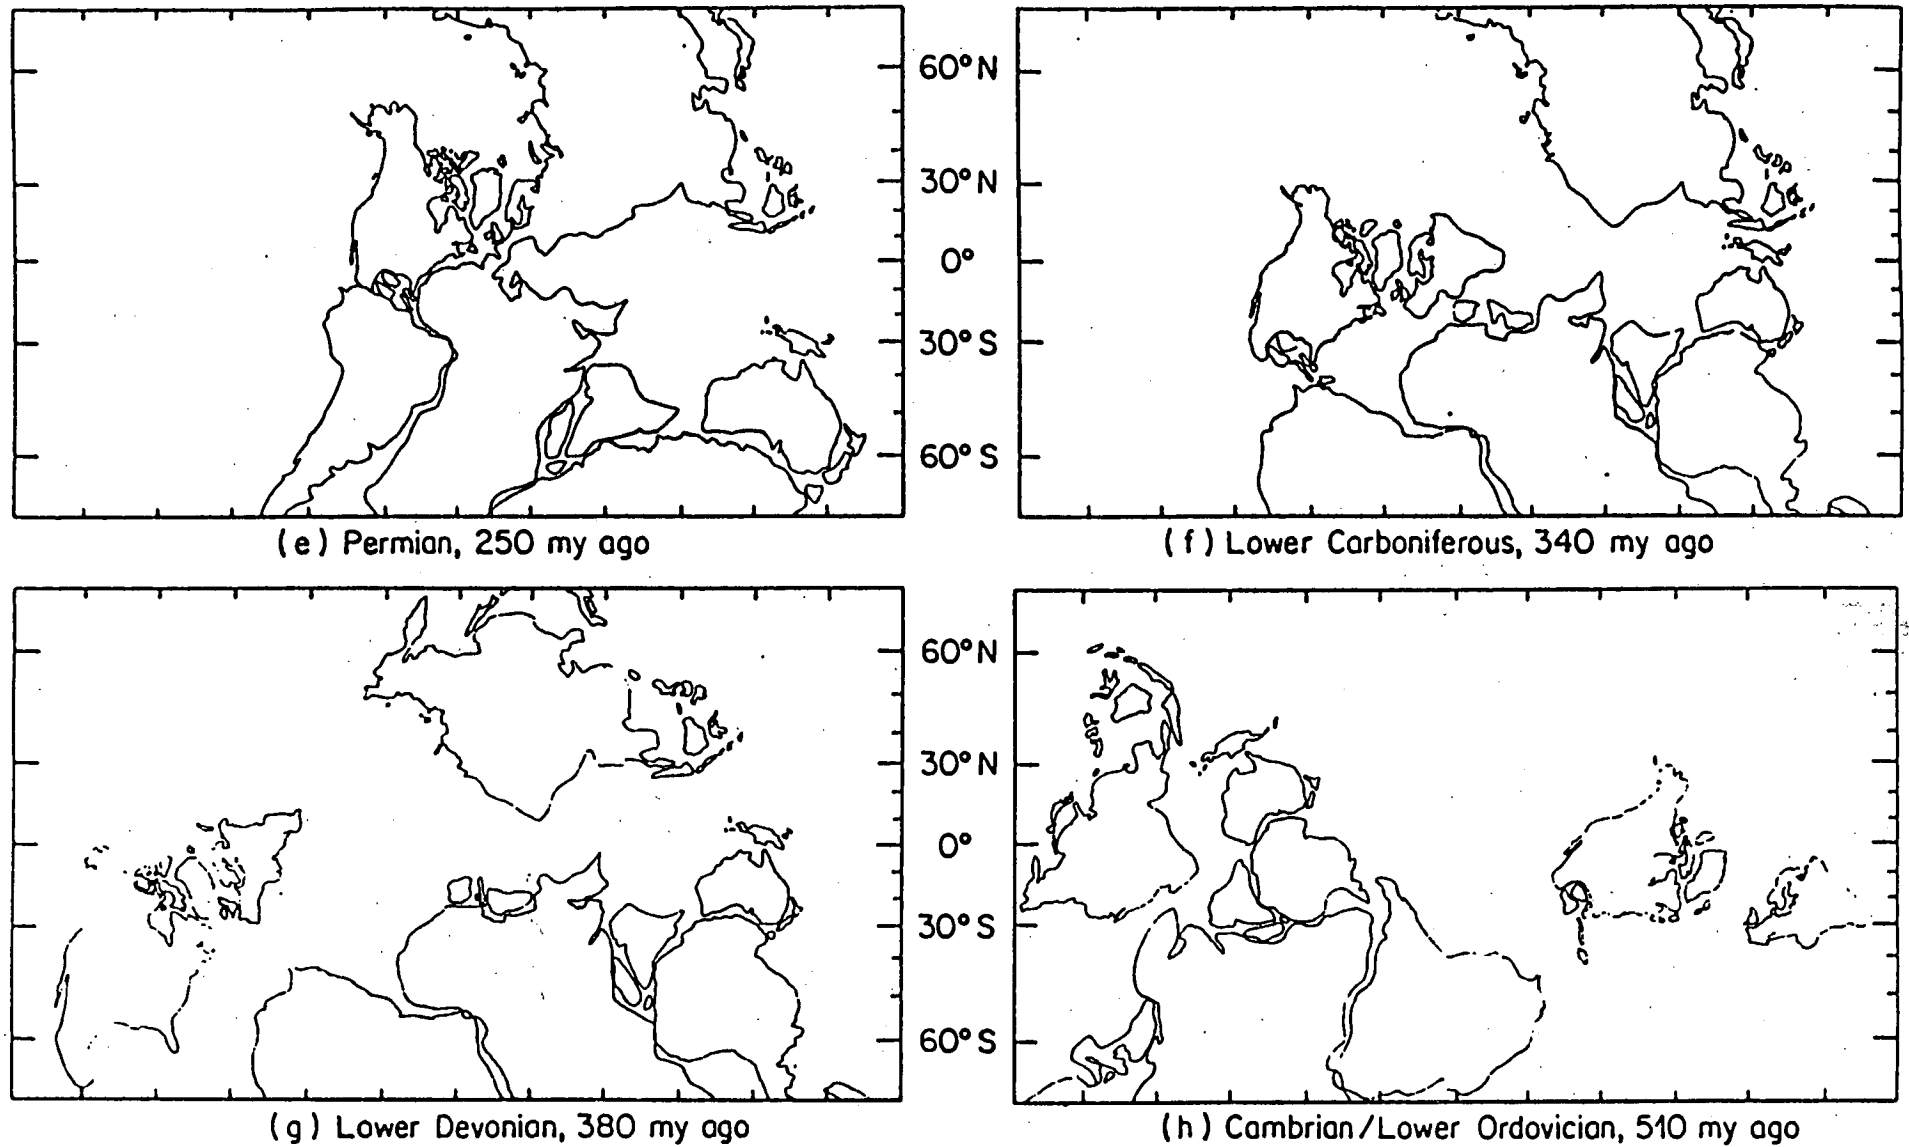 60°N
30°N
0°
30°S
60°S
(e) Permian, 250 my ago
(f) Lower Carboniferous, 340 my ago
60°N
30°N
0°
30°S
60°S
(g) Lower Devonian, 380 my ago
(h) Cambrian/Lower Ordovician, 510 my ago